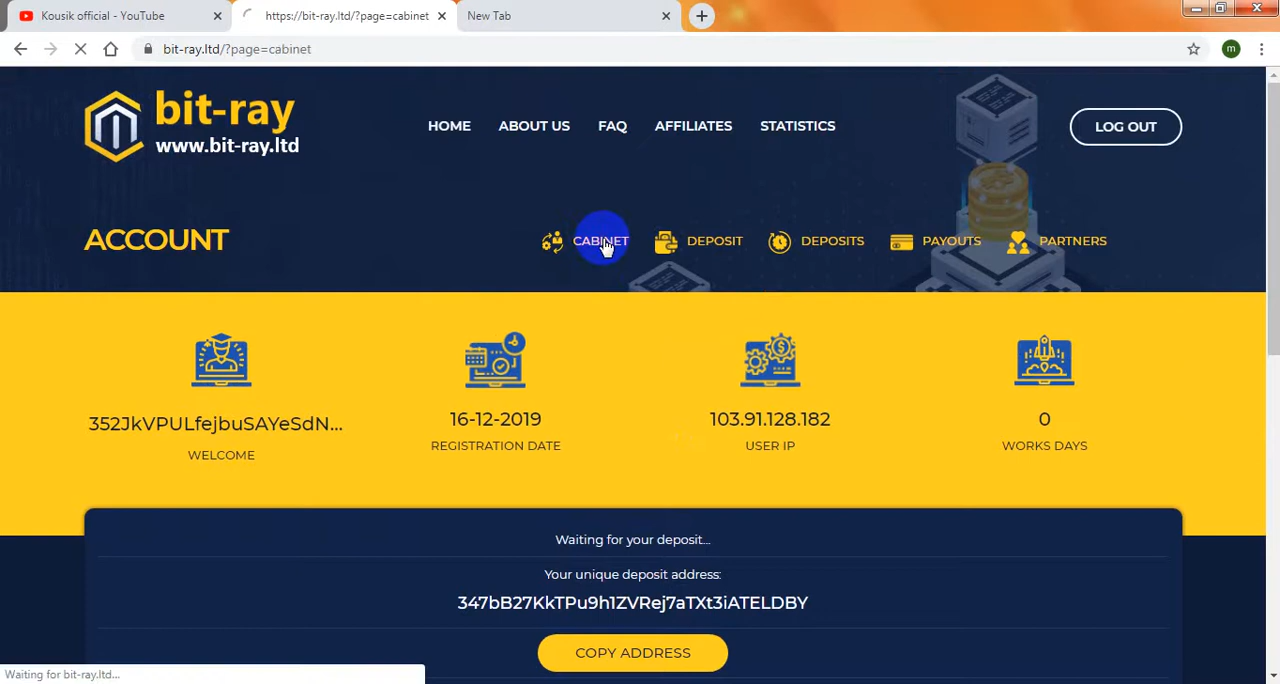 Kousik official - YouTube
https://bit-ray.ltd/?page=cabinet
New Tab
bit-ray.ltd/?page=cabinet
m
bit-ray
www.bit-ray.ltd
HOME
ABOUT US
FAQ
AFFILIATES
STATISTICS
LOG OUT
ACCOUNT
CABINET
DEPOSIT
DEPOSITS
PAYOUTS
PARTNERS
352JkVPULfejbuSAYeSdN...
WELCOME
16-12-2019
REGISTRATION DATE
103.91.128.182
USER IP
0
WORKS DAYS
Waiting for your deposit...
Your unique deposit address:
347bB27KkTPu9h1ZVRej7aTXt3iATELDBY
COPY ADDRESS
Waiting for bit-ray.ltd...